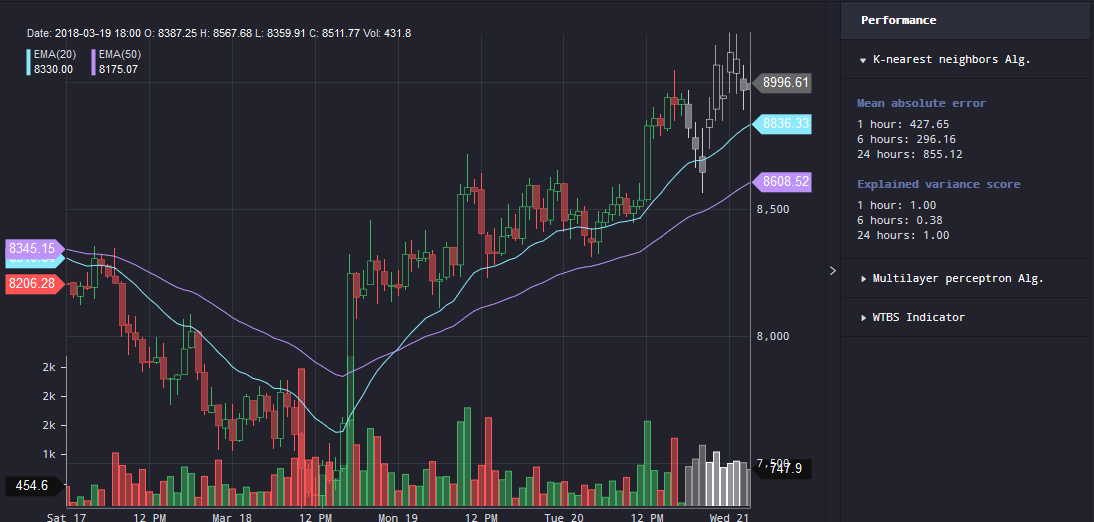 Date: 2018-03-19 18:00 O: 8387.25 H: 8567.68 L: 8359.91 C: 8511.77 Vol: 431.8
EMA(20)
8330.00
EMA(50)
8175.07
8996.61
8836.33
8608.52
8,500
8,000
7,500
747.9
8345.15
8206.28
2k
2k
2k
1k
454.6
Sat 17
12 PM
Mar 18
12 PM
Mon 19
12 PM
Tue 20
12 PM
Wed 21
>
Performance
K-nearest neighbors Alg.
Mean absolute error
1 hour: 427.65
6 hours: 296.16
24 hours: 855.12
Explained variance score
1 hour: 1.00
6 hours: 0.38
24 hours: 1.00
Multilayer perceptron Alg.
WTBS Indicator